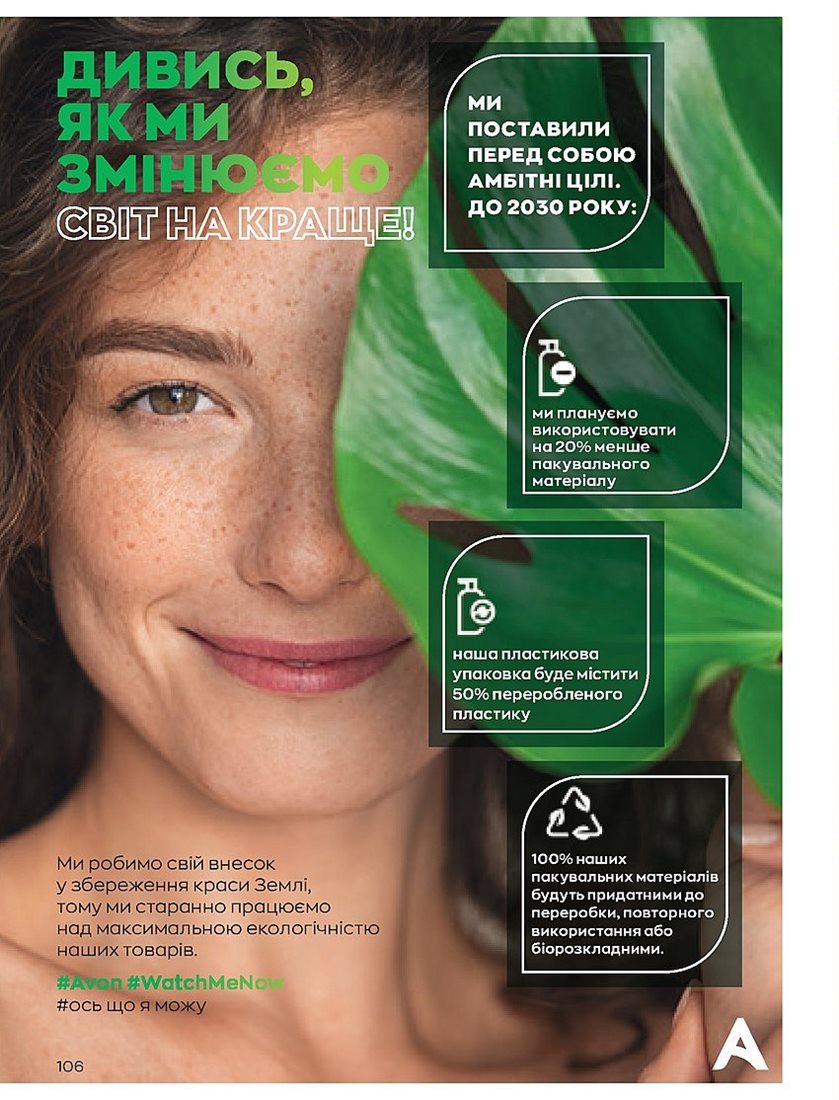 ДИВИСЬ,
ЯК МИ
ЗМІНЮЄМО
СВІТ НА КРАЩЕ!
МИ
ПОСТАВИЛИ
ПЕРЕД СОБОЮ
АМБІТНІ ЦІЛІ.
ДО 2030 РОКУ:
ми плануємо
використовувати
на 20% менше
пакувального
матеріалу
наша пластикова
упаковка буде містити
50% переробленого
пластику
100% наших
пакувальних матеріалів
будуть придатними до
переробки, повторного
використання або
біорозкладними.
Ми робимо свій внесок
у збереження краси Землі,
тому ми старанно працюємо
над максимальною екологічністю
наших товарів.
#Avon #WatchMeNow
#ось що я можу
106
A